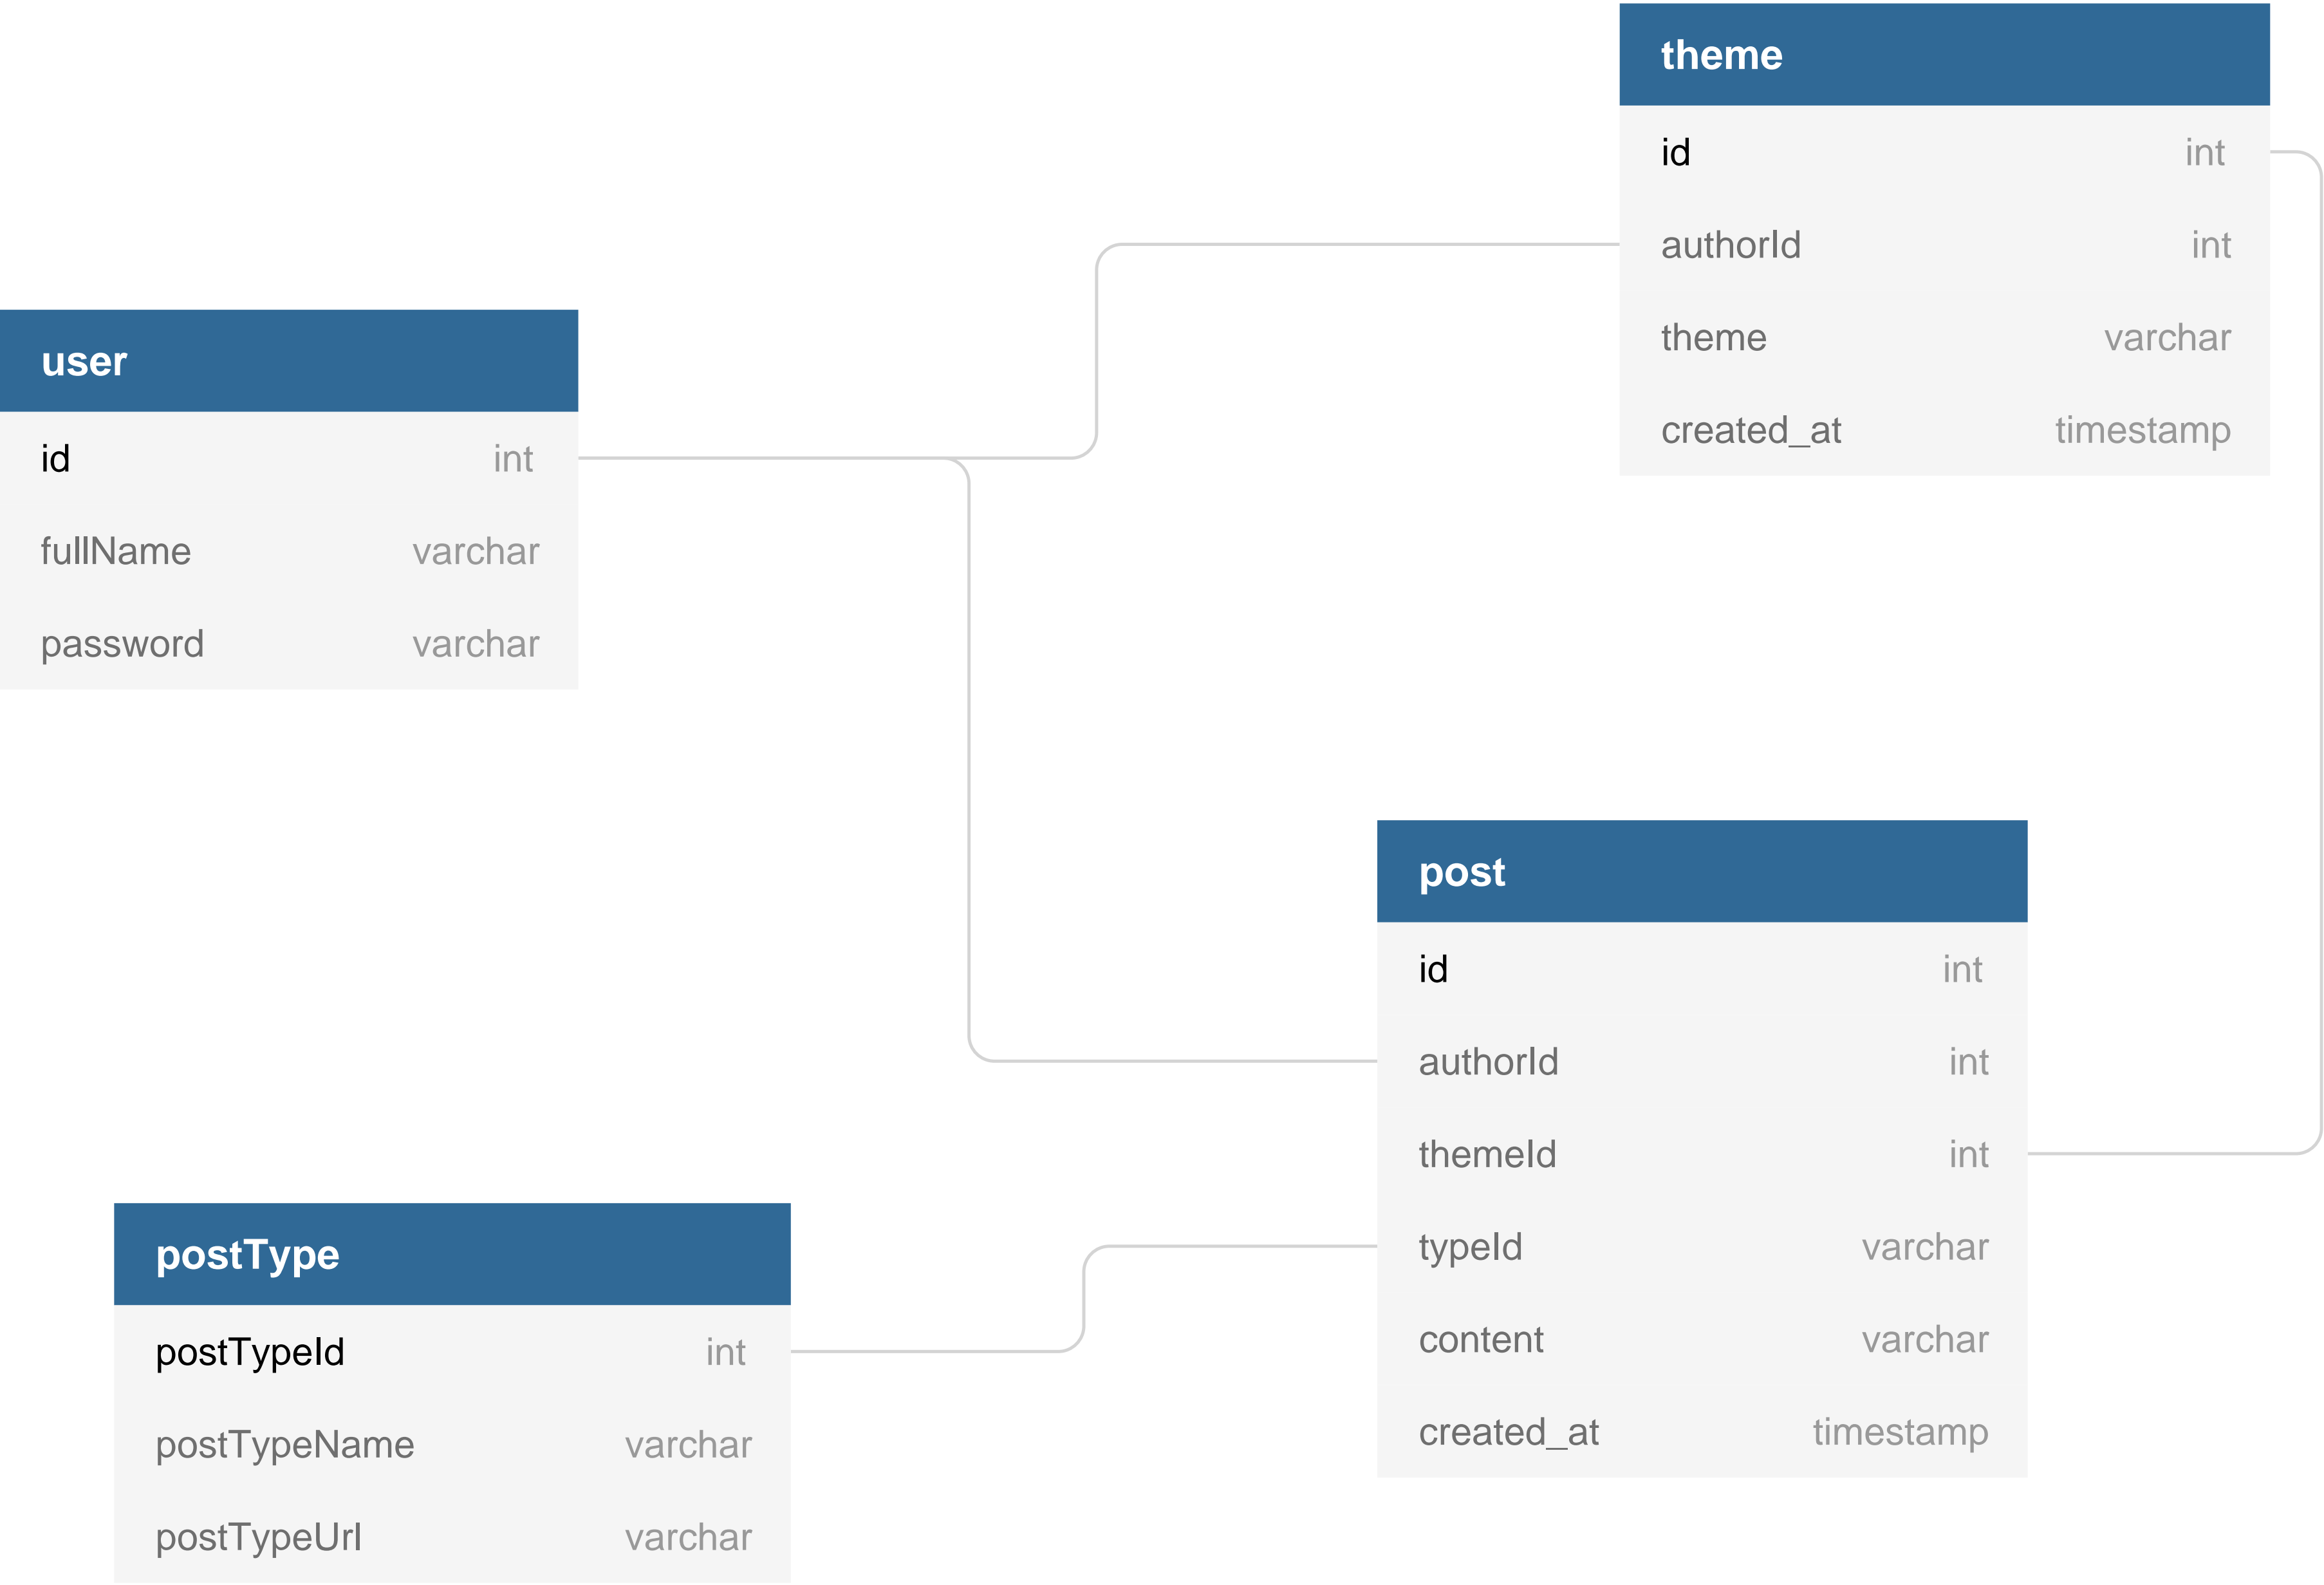 theme
id int
authorId int
theme varchar
created_at timestamp
user
id int
fullName varchar
password varchar
post
id int
authorId int
themeId int
typeId varchar
content varchar
created_at timestamp
postType
postTypeId int
postTypeName varchar
postTypeUrl varchar